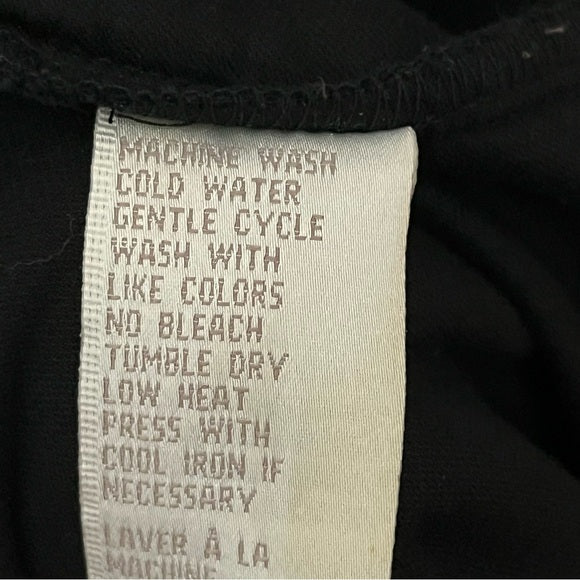 MACHINE WASH
COLD WATER
GENTLE CYCLE
WASH WITH
LIKE COLORS
NO BLEACH
TUMBLE DRY
LOW HEAT
PRESS WITH
COOL IRON IF
NECESSARY
LAVER À LA
MACHINE